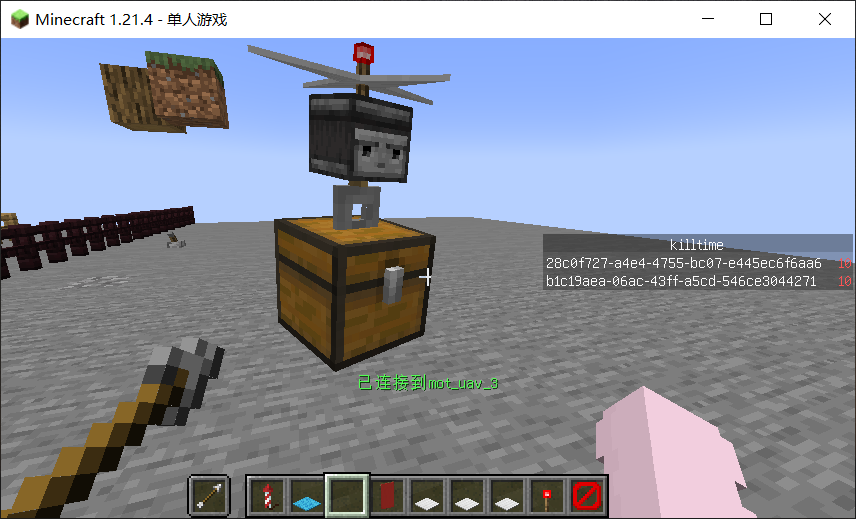 Minecraft 1.21.4 - 单人游戏
killtime
28c0f727-a4e4-4755-bc07-e445ec6f6aa6 10
b1c19aea-06ac-43ff-a5cd-546ce3044271 10
已连接到mot_uav_3